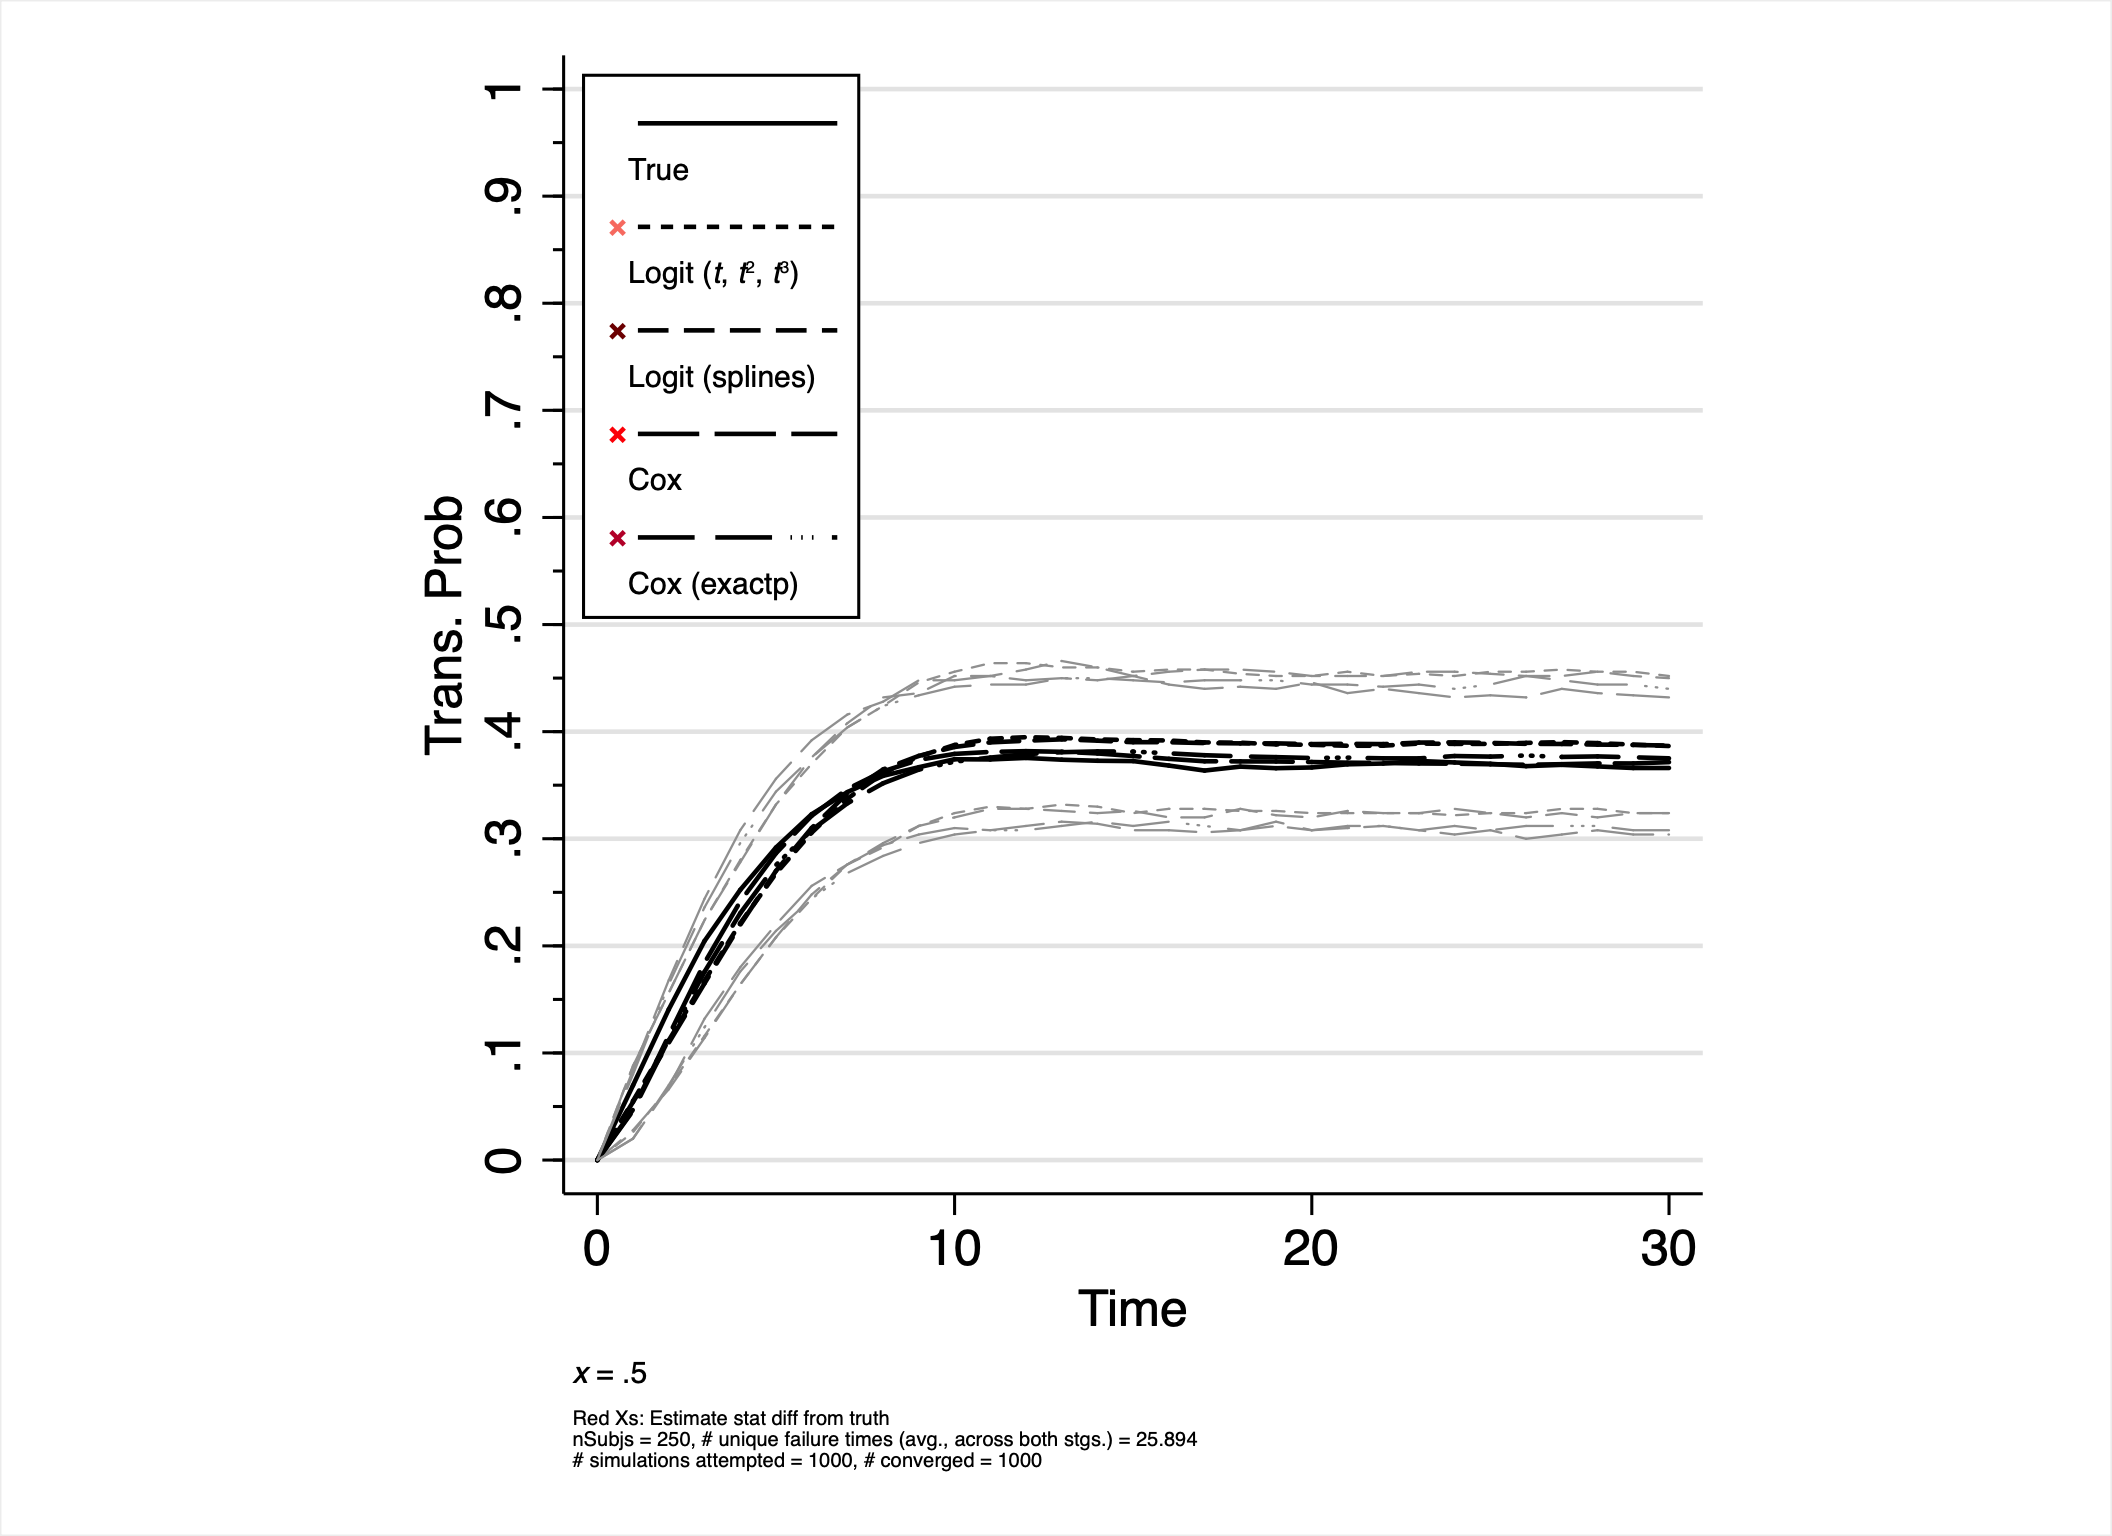 1
.9
.8
.7
.6
.5
.4
.3
.2
.1
0
Trans. Prob
True
Logit (t, t², t³)
Logit (splines)
Cox
Cox (exactp)
0 10 20 30
Time
x = .5
Red Xs: Estimate stat diff from truth
nSubjs = 250, # unique failure times (avg., across both stgs.) = 25.894
# simulations attempted = 1000, # converged = 1000